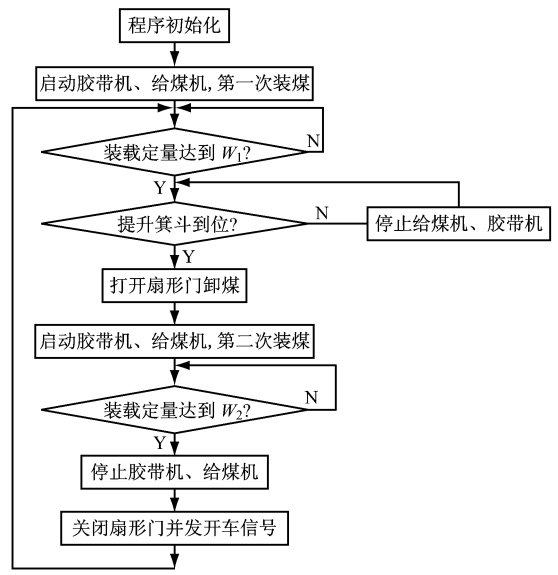 程序初始化
启动胶带机、给煤机,第一次装煤
装载定量达到 W₁?
N
Y
提升箕斗到位?
N
停止给煤机、胶带机
Y
打开扇形门卸煤
启动胶带机、给煤机,第二次装煤
装载定量达到 W₂?
N
Y
停止胶带机、给煤机
关闭扇形门并发开车信号